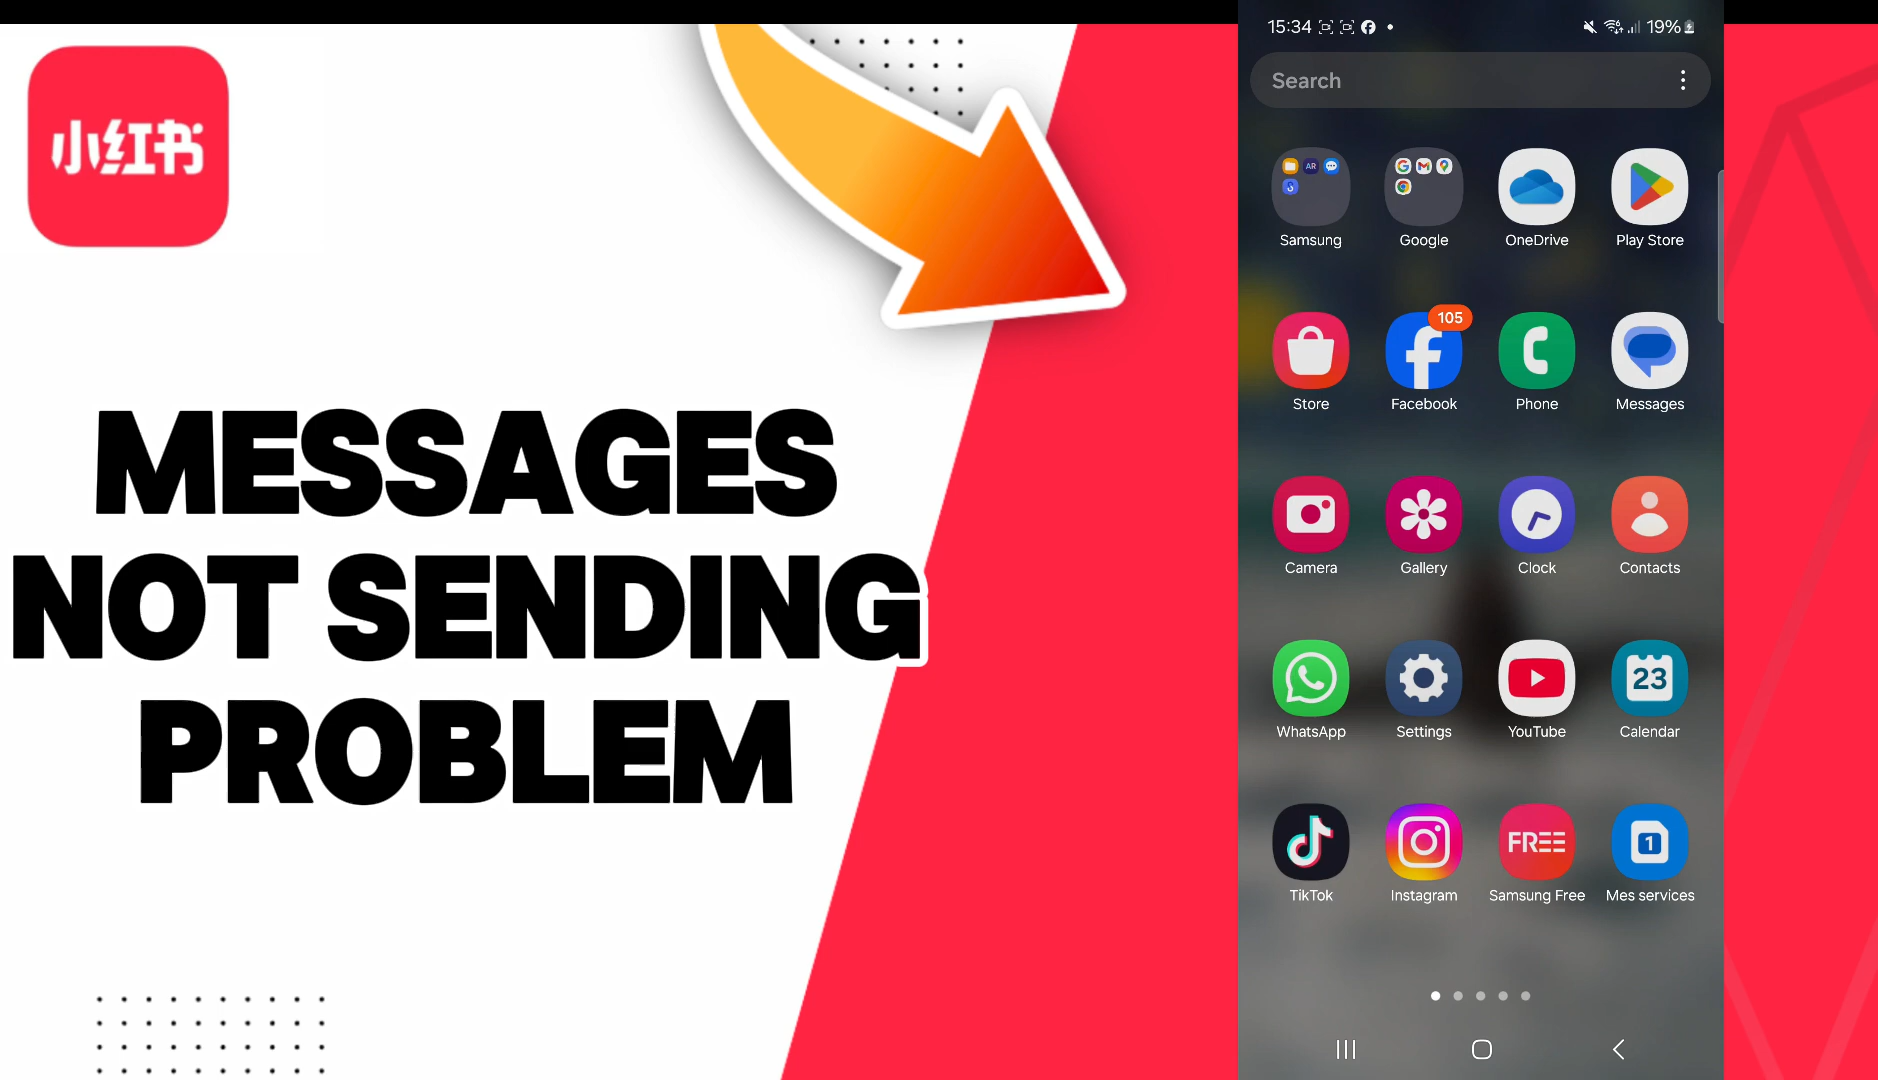 小红书
MESSAGES
NOT SENDING
PROBLEM
15:34
19%
Search
AR
Samsung
Google
OneDrive
Play Store
105
Store
Facebook
Phone
Messages
Camera
Gallery
Clock
Contacts
23
WhatsApp
Settings
YouTube
Calendar
FREE
1
TikTok
Instagram
Samsung Free
Mes services